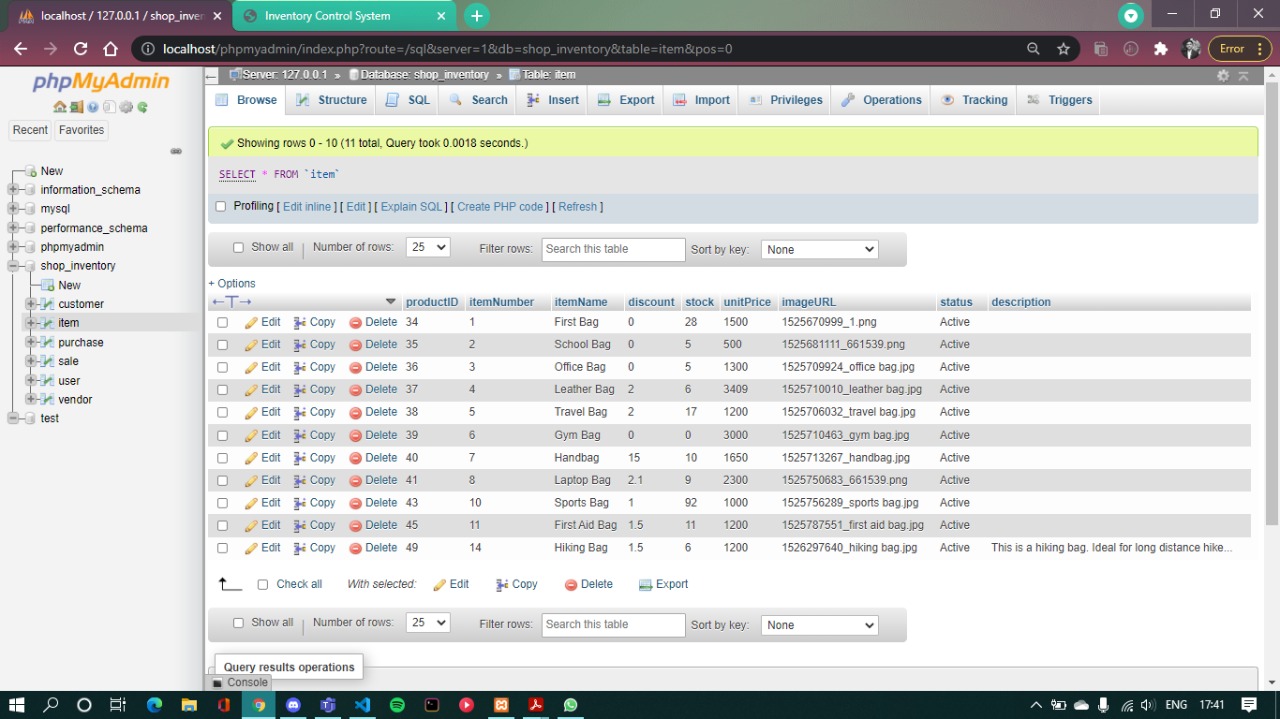 localhost / 127.0.0.1 / shop_inver
Inventory Control System
localhost/phpmyadmin/index.php?route=/sql&server=1&db=shop_inventory&table=item&pos=0
Error
phpMyAdmin
Recent Favorites
New
information_schema
mysql
performance_schema
phpmyadmin
shop_inventory
New
customer
item
purchase
sale
user
vendor
test
Server: 127.0.0.1 » Database: shop_inventory » Table: item
Browse Structure SQL Search Insert Export Import Privileges Operations Tracking Triggers
Showing rows 0 - 10 (11 total, Query took 0.0018 seconds.)
SELECT * FROM `item`
Profiling [ Edit inline ] [ Edit ] [ Explain SQL ] [ Create PHP code ] [ Refresh ]
Show all Number of rows: 25 Filter rows: Search this table Sort by key: None
+ Options
←T→ productID itemNumber itemName discount stock unitPrice imageURL status description
Edit Copy Delete 34 1 First Bag 0 28 1500 1525670999_1.png Active
Edit Copy Delete 35 2 School Bag 0 5 500 1525681111_661539.png Active
Edit Copy Delete 36 3 Office Bag 0 5 1300 1525709924_office bag.jpg Active
Edit Copy Delete 37 4 Leather Bag 2 6 3409 1525710010_leather bag.jpg Active
Edit Copy Delete 38 5 Travel Bag 2 17 1200 1525706032_travel bag.jpg Active
Edit Copy Delete 39 6 Gym Bag 0 0 3000 1525710463_gym bag.jpg Active
Edit Copy Delete 40 7 Handbag 15 10 1650 1525713267_handbag.jpg Active
Edit Copy Delete 41 8 Laptop Bag 2.1 9 2300 1525750683_661539.png Active
Edit Copy Delete 43 10 Sports Bag 1 92 1000 1525756289_sports bag.jpg Active
Edit Copy Delete 45 11 First Aid Bag 1.5 11 1200 1525787551_first aid bag.jpg Active
Edit Copy Delete 49 14 Hiking Bag 1.5 6 1200 1526297640_hiking bag.jpg Active This is a hiking bag. Ideal for long distance hike...
Check all With selected: Edit Copy Delete Export
Show all Number of rows: 25 Filter rows: Search this table Sort by key: None
Query results operations
Console
ENG 17:41